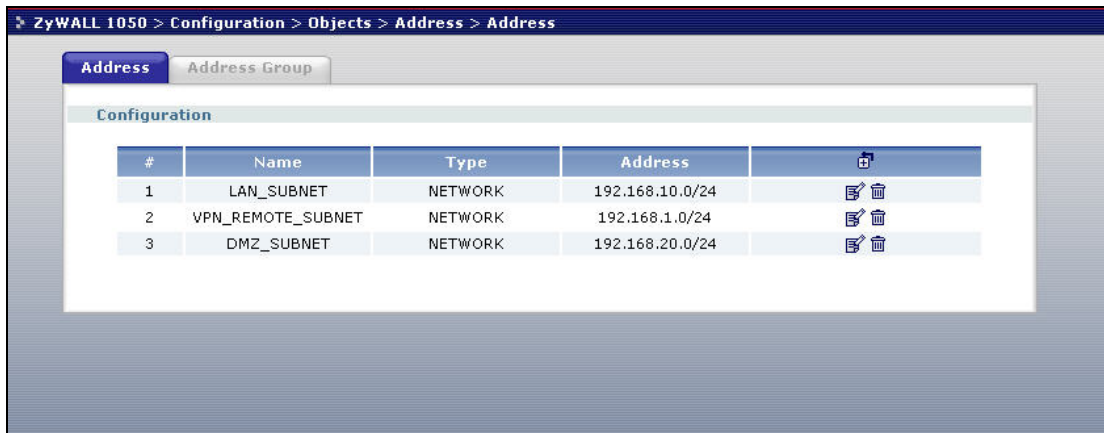 ZyWALL 1050 > Configuration > Objects > Address > Address
Address Address Group
Configuration
# Name Type Address
1 LAN_SUBNET NETWORK 192.168.10.0/24
2 VPN_REMOTE_SUBNET NETWORK 192.168.1.0/24
3 DMZ_SUBNET NETWORK 192.168.20.0/24